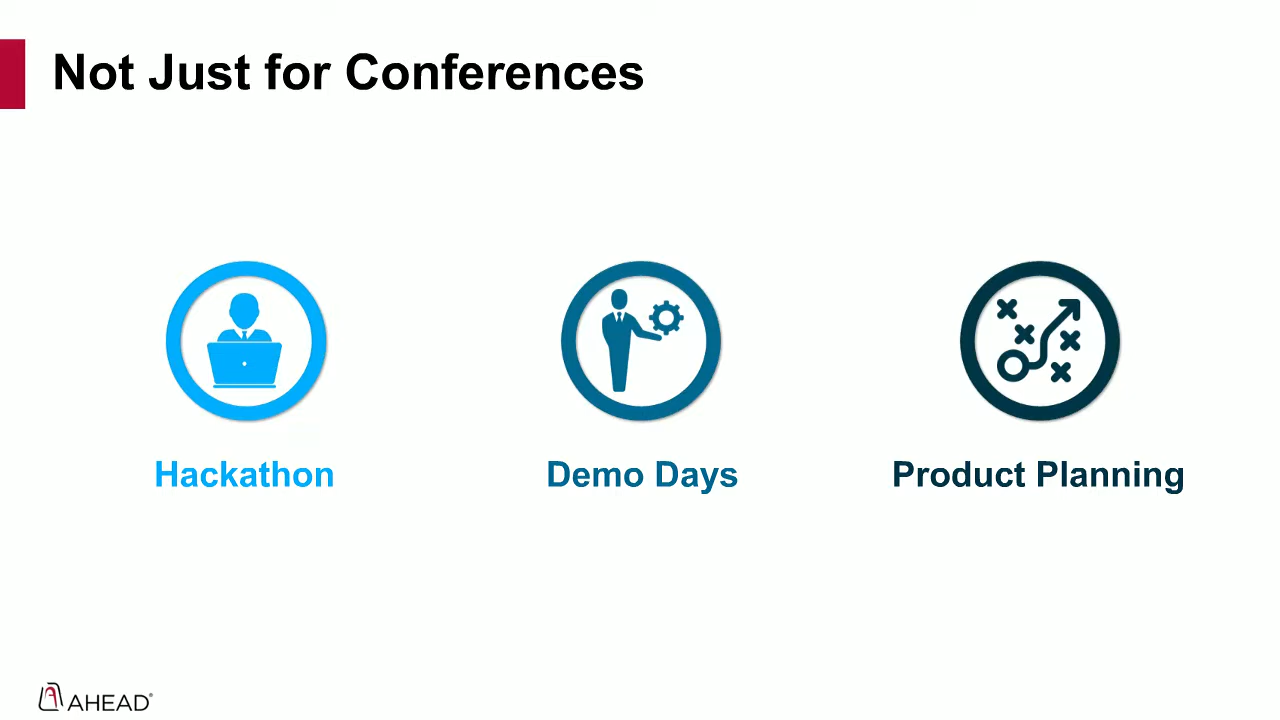 Not Just for Conferences
Hackathon
Demo Days
Product Planning
AHEAD®